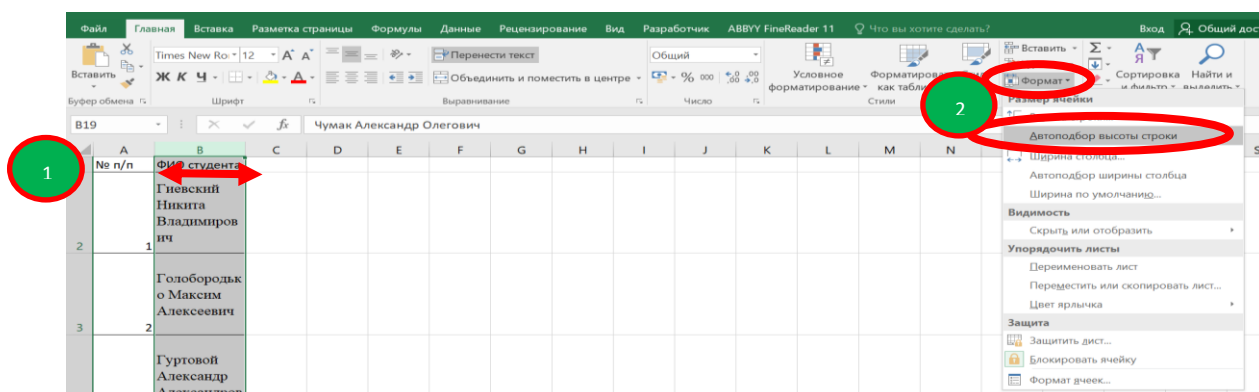 Файл Главная Вставка Разметка страницы Формулы Данные Рецензирование Вид Разработчик ABBYY FineReader 11 Что вы хотите сделать? Вход Общий дос
Times New Ro 12 А А Перенести текст Общий Вставить Σ А Я
Вставить Ж К Ч А Объединить и поместить в центре % 000 Условное форматирование как табл Формат Сортировка Найти и
Буфер обмена Шрифт Выравнивание Число Стили Размер ячейки
2
B19 fx Чумак Александр Олегович
Автоподбор высоты строки
A B C D E F G H I J K L M N S
Ширина столбца...
1
№ п/п ФИО студента
Автоподбор ширины столбца
Ширина по умолчанию...
Видимость
Скрыть или отобразить
Упорядочить листы
Переименовать лист
Переместить или скопировать лист...
Цвет ярлычка
Защита
Защитить лист...
Блокировать ячейку
Формат ячеек...
2 1 Гиевский
Никита
Владимиров
ич
3 2 Голобородьк
о Максим
Алексеевич
Гуртовой
Александр